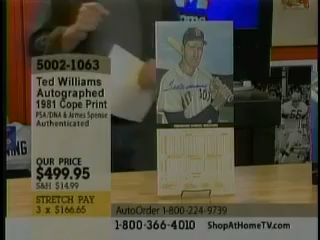 5002-1063
Ted Williams
Autographed
1981 Cope Print
PSA/DNA & James Spense
Authenticated
OUR PRICE
$499.95
S&H $14.99
STRETCH PAY
3 x $166.65
AutoOrder 1-800-224-9739
1-800-366-4010
ShopAtHomeTV.com